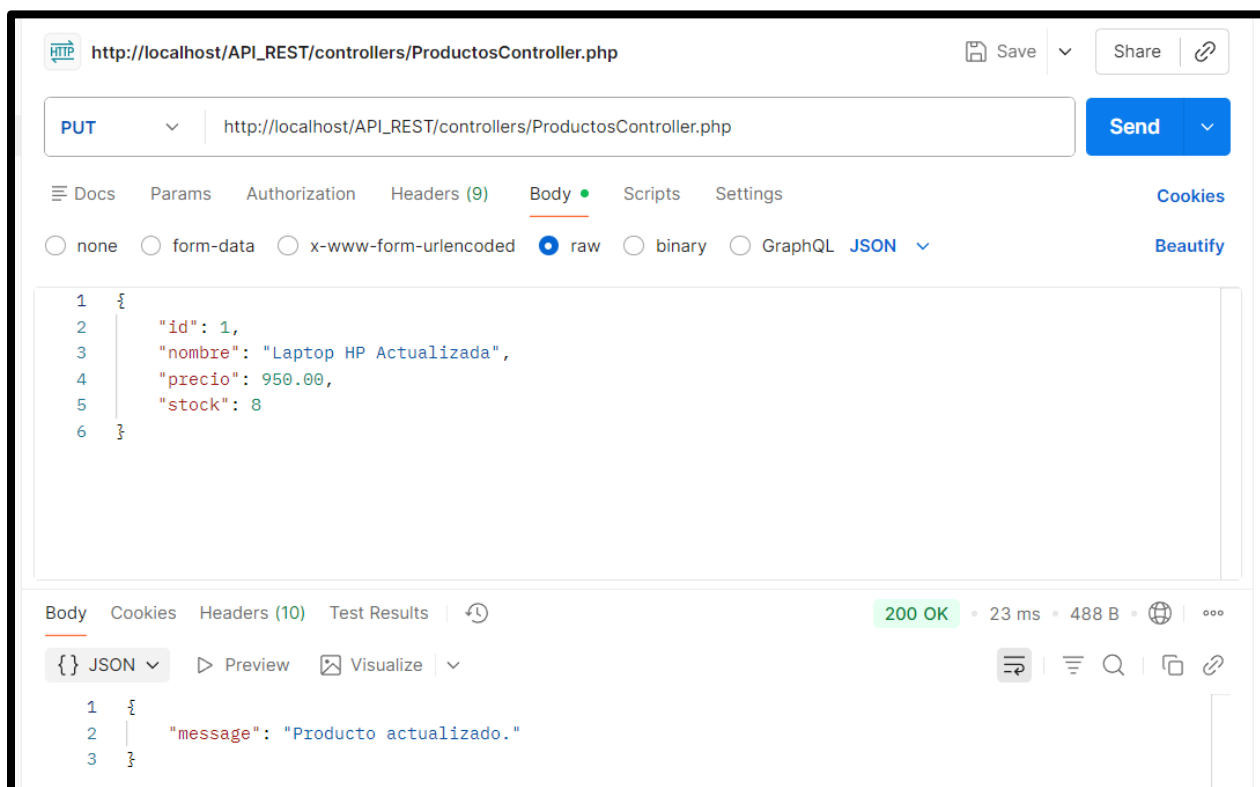 HTTP http://localhost/API_REST/controllers/ProductosController.php Save Share
PUT http://localhost/API_REST/controllers/ProductosController.php Send
Docs Params Authorization Headers (9) Body Scripts Settings Cookies
none form-data x-www-form-urlencoded raw binary GraphQL JSON Beautify
1 {
2 "id": 1,
3 "nombre": "Laptop HP Actualizada",
4 "precio": 950.00,
5 "stock": 8
6 }
Body Cookies Headers (10) Test Results 200 OK • 23 ms • 488 B •
{} JSON Preview Visualize
1 {
2 "message": "Producto actualizado."
3 }